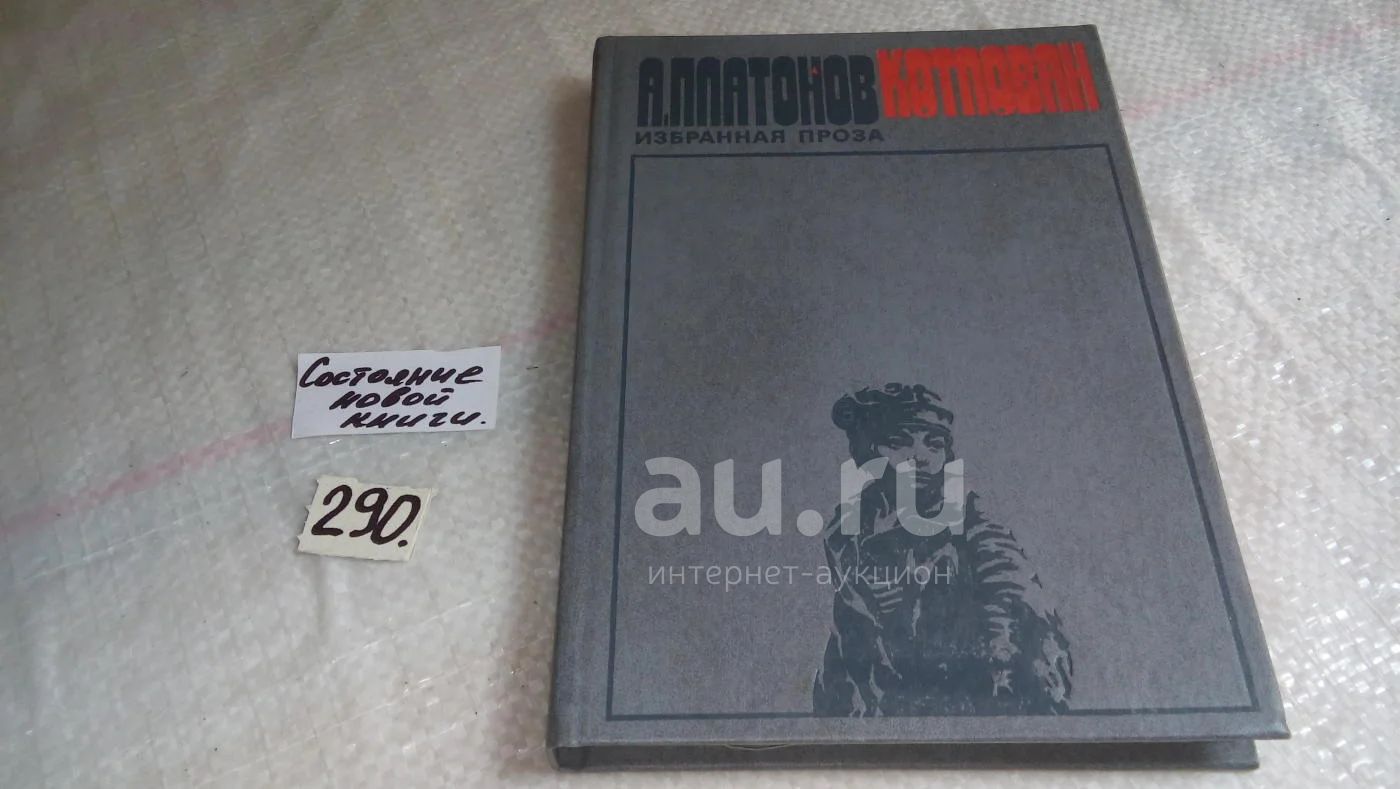 А.ПЛАТОНОВ КОТЛОВАН
ИЗБРАННАЯ ПРОЗА
Состояние
новой
книги.
290.
au.ru
интернет-аукцион